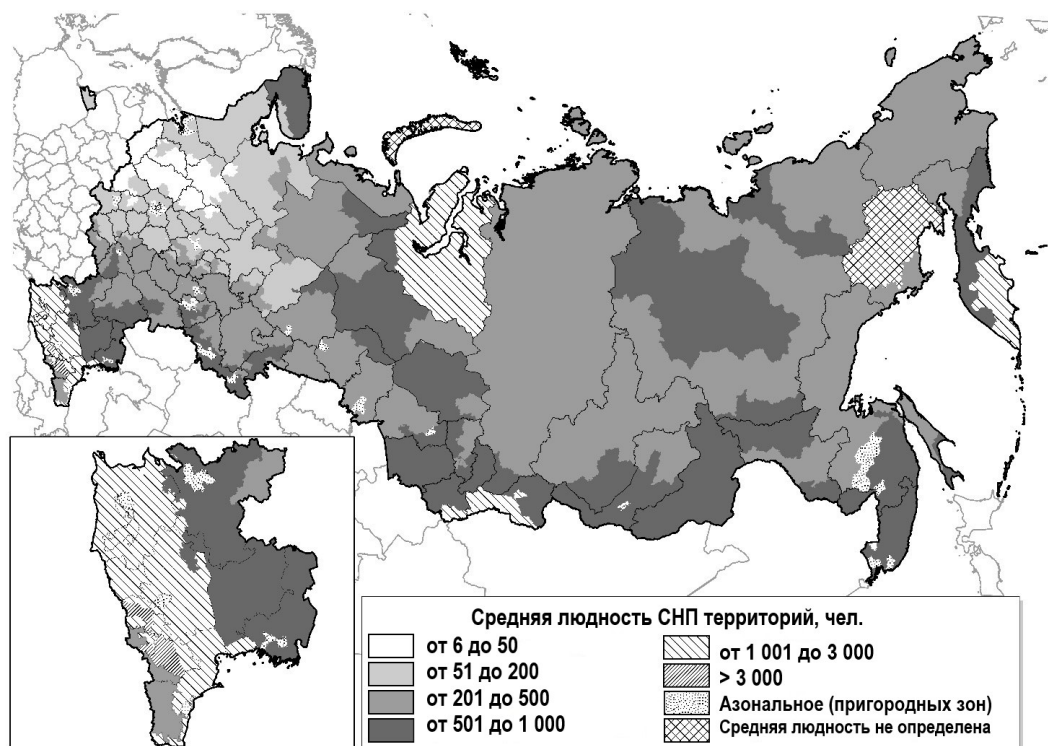 Средняя людность СНП территорий, чел.
от 6 до 50
от 51 до 200
от 201 до 500
от 501 до 1 000
от 1 001 до 3 000
> 3 000
Азональное (пригородных зон)
Средняя людность не определена